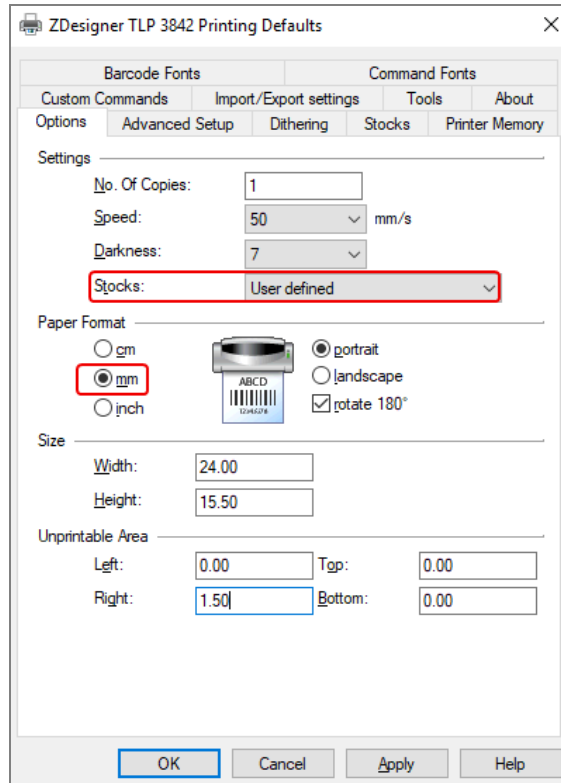 ZDesigner TLP 3842 Printing Defaults
Barcode Fonts Command Fonts
Custom Commands Import/Export settings Tools About
Options Advanced Setup Dithering Stocks Printer Memory
Settings
No. Of Copies: 1
Speed: 50 mm/s
Darkness: 7
Stocks: User defined
Paper Format
cm portrait
mm landscape
inch rotate 180°
ABCD
12345678
Size
Width: 24.00
Height: 15.50
Unprintable Area
Left: 0.00 Top: 0.00
Right: 1.50 Bottom: 0.00
OK Cancel Apply Help